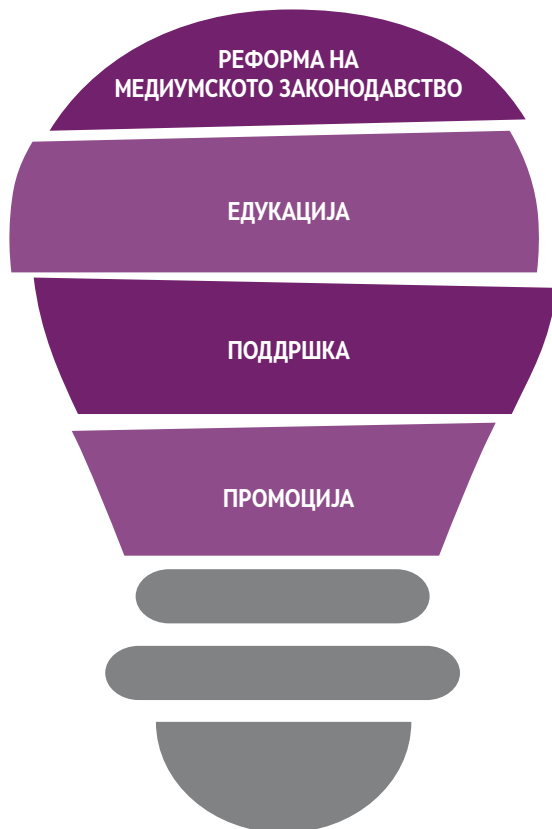 РЕФОРМА НА
МЕДИУМСКОТО ЗАКОНОДАВСТВО
ЕДУКАЦИЈА
ПОДДРШКА
ПРОМОЦИЈА